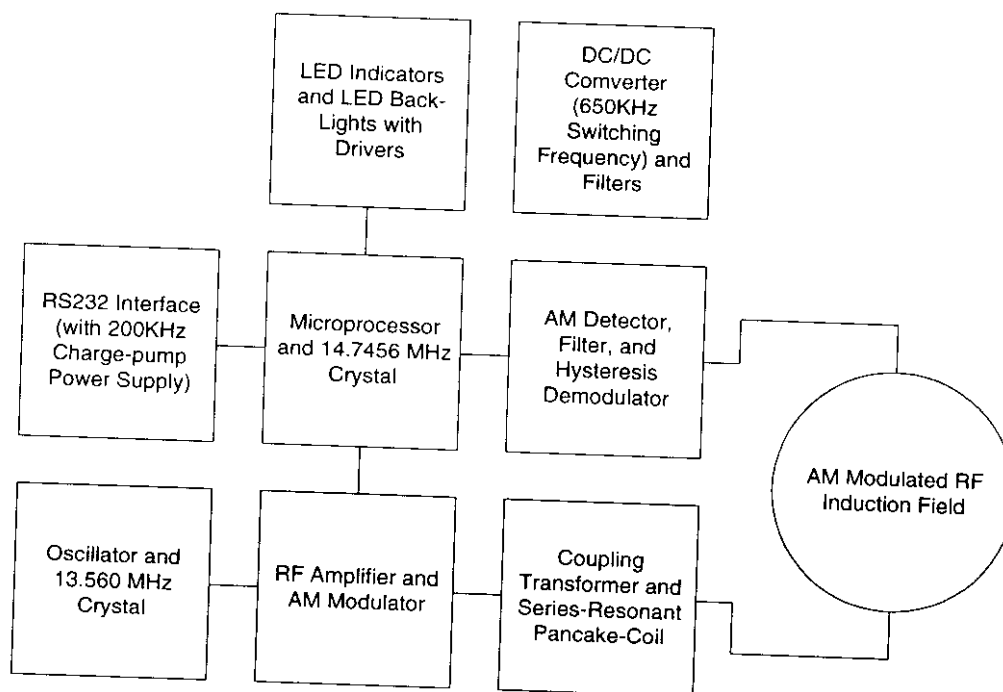 LED Indicators
and LED Back-
Lights with
Drivers
DC/DC
Comverter
(650KHz
Switching
Frequency) and
Filters
RS232 Interface
(with 200KHz
Charge-pump
Power Supply)
Microprocessor
and 14.7456 MHz
Crystal
AM Detector,
Filter, and
Hysteresis
Demodulator
AM Modulated RF
Induction Field
Oscillator and
13.560 MHz
Crystal
RF Amplifier and
AM Modulator
Coupling
Transformer and
Series-Resonant
Pancake-Coil